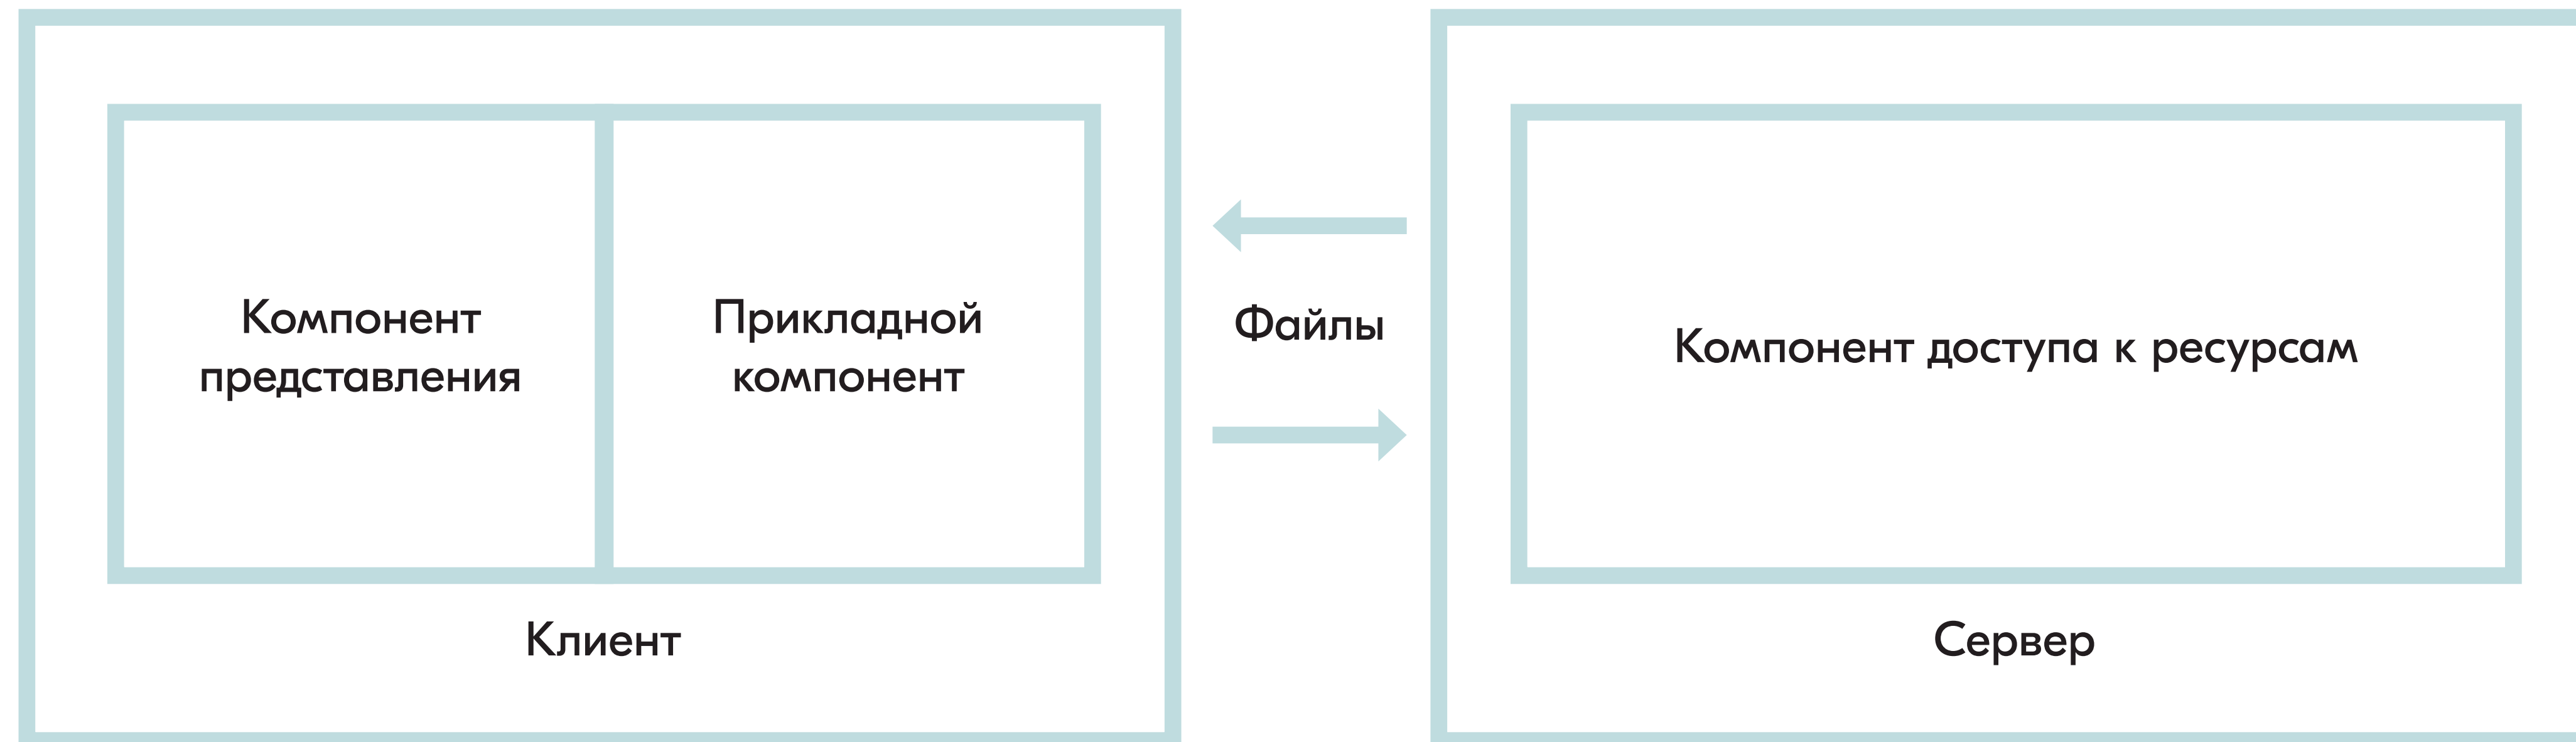 Компонент
представления
Прикладной
компонент
Клиент
Файлы
Компонент доступа к ресурсам
Сервер